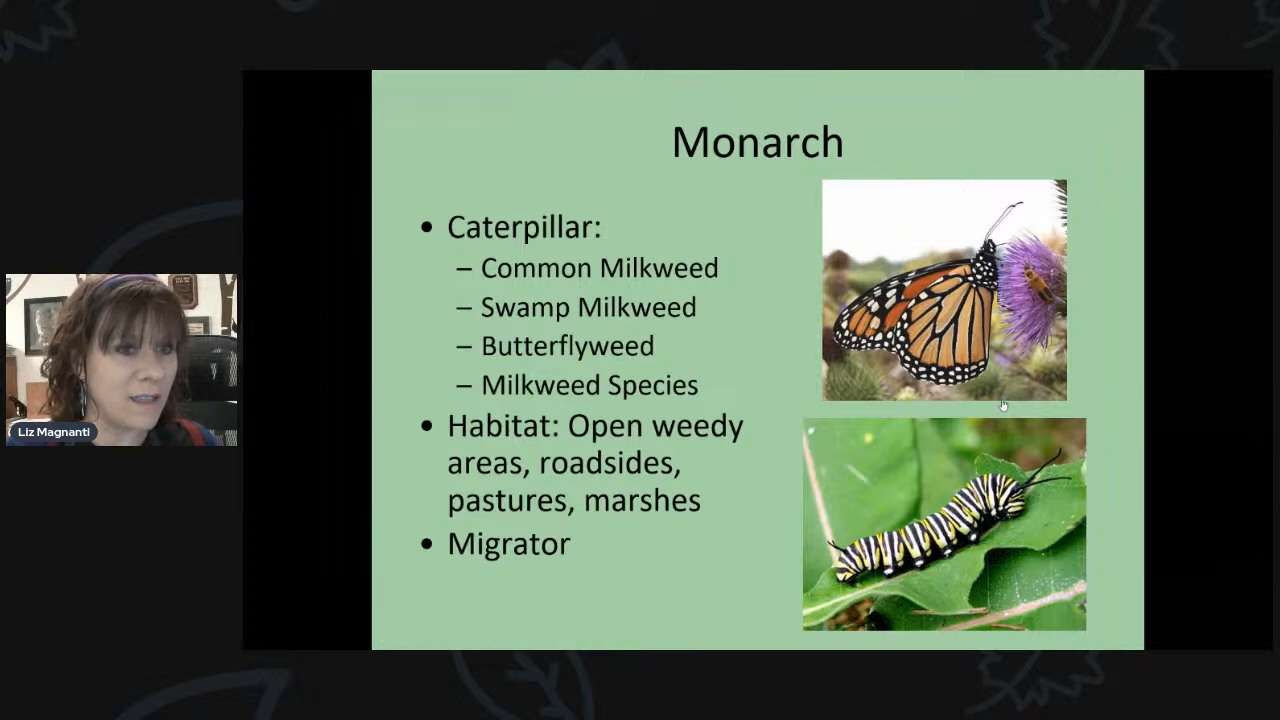 Monarch
• Caterpillar:
– Common Milkweed
– Swamp Milkweed
– Butterflyweed
– Milkweed Species
• Habitat: Open weedy
areas, roadsides,
pastures, marshes
• Migrator
Liz Magnanti